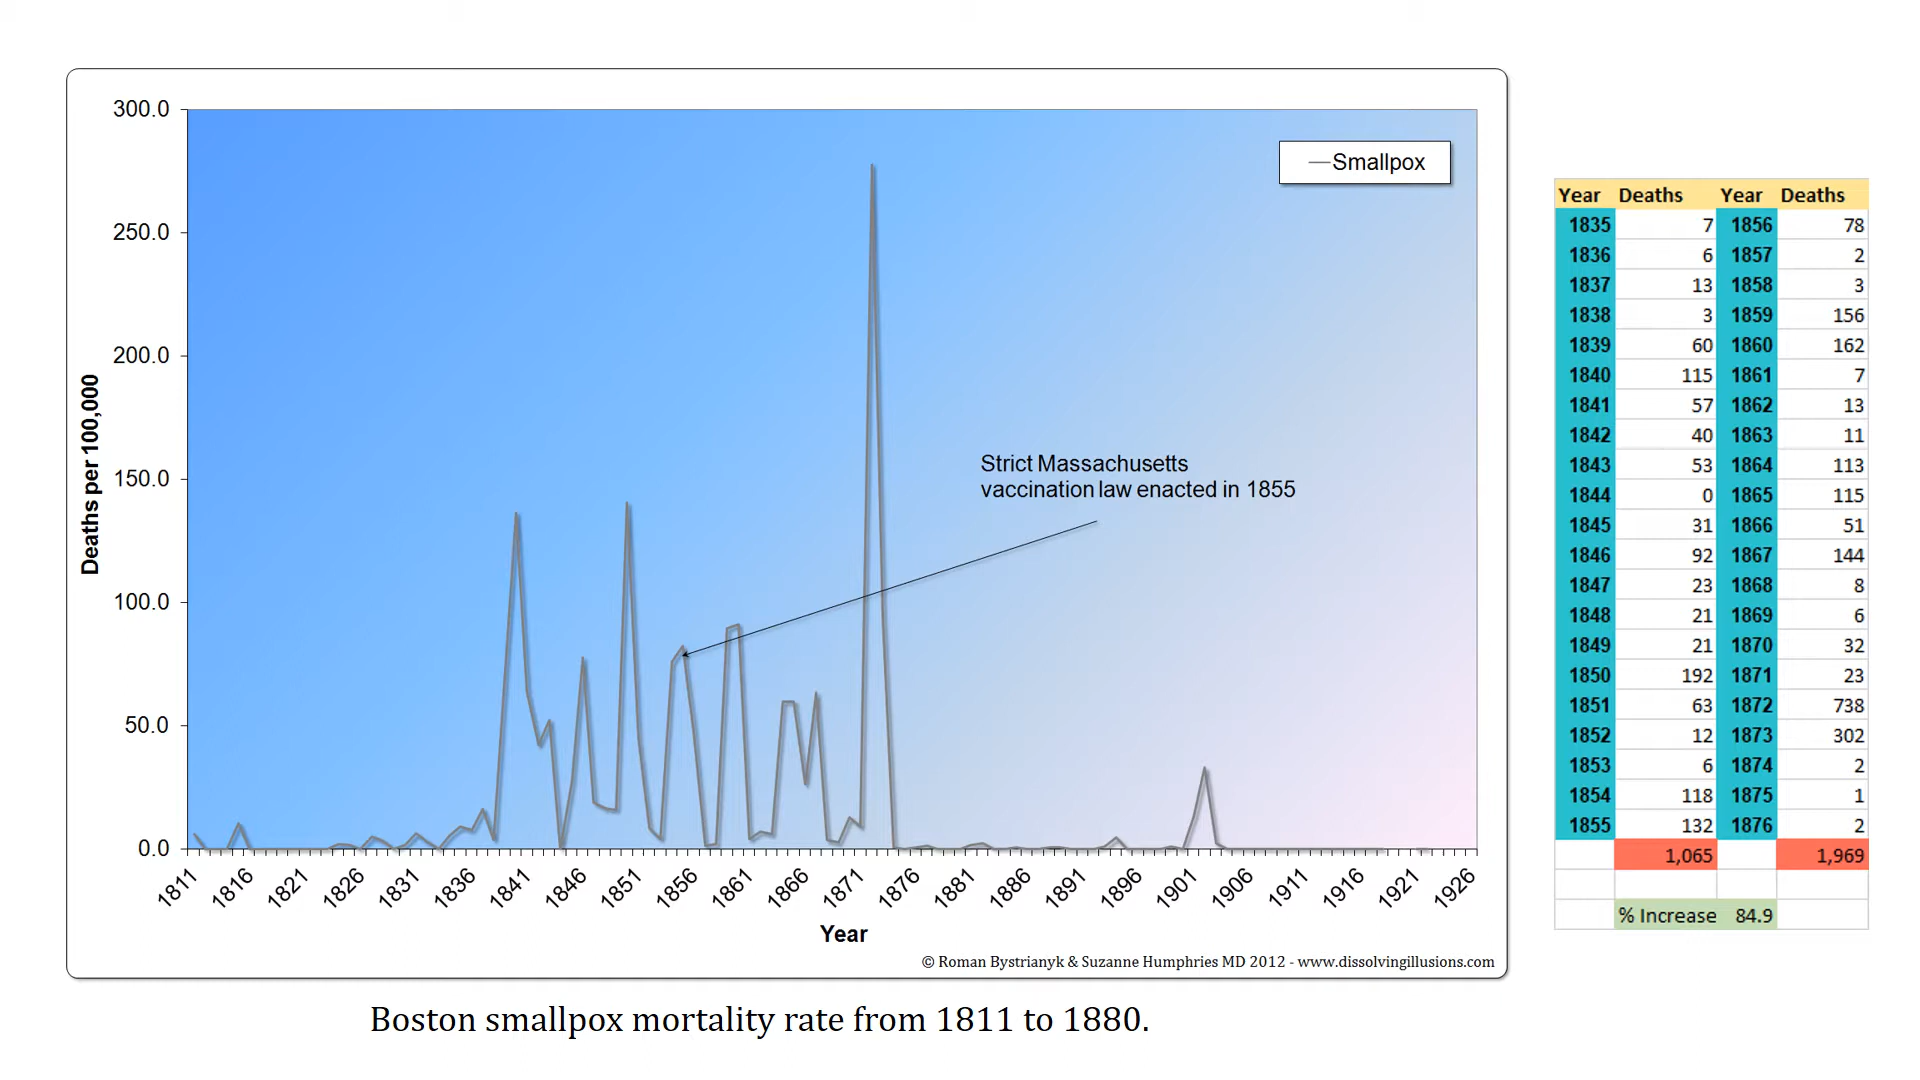 300.0
250.0
200.0
150.0
100.0
50.0
0.0
Deaths per 100,000
Smallpox
Strict Massachusetts
vaccination law enacted in 1855
1811 1816 1821 1826 1831 1836 1841 1846 1851 1856 1861 1866 1871 1876 1881 1886 1891 1896 1901 1906 1911 1916 1921 1926
Year
© Roman Bystrianyk & Suzanne Humphries MD 2012 - www.dissolvingillusions.com
Boston smallpox mortality rate from 1811 to 1880.
Year Deaths Year Deaths
1835 7 1856 78
1836 6 1857 2
1837 13 1858 3
1838 3 1859 156
1839 60 1860 162
1840 115 1861 7
1841 57 1862 13
1842 40 1863 11
1843 53 1864 113
1844 0 1865 115
1845 31 1866 51
1846 92 1867 144
1847 23 1868 8
1848 21 1869 6
1849 21 1870 32
1850 192 1871 23
1851 63 1872 738
1852 12 1873 302
1853 6 1874 2
1854 118 1875 1
1855 132 1876 2
1,065 1,969
% Increase 84.9